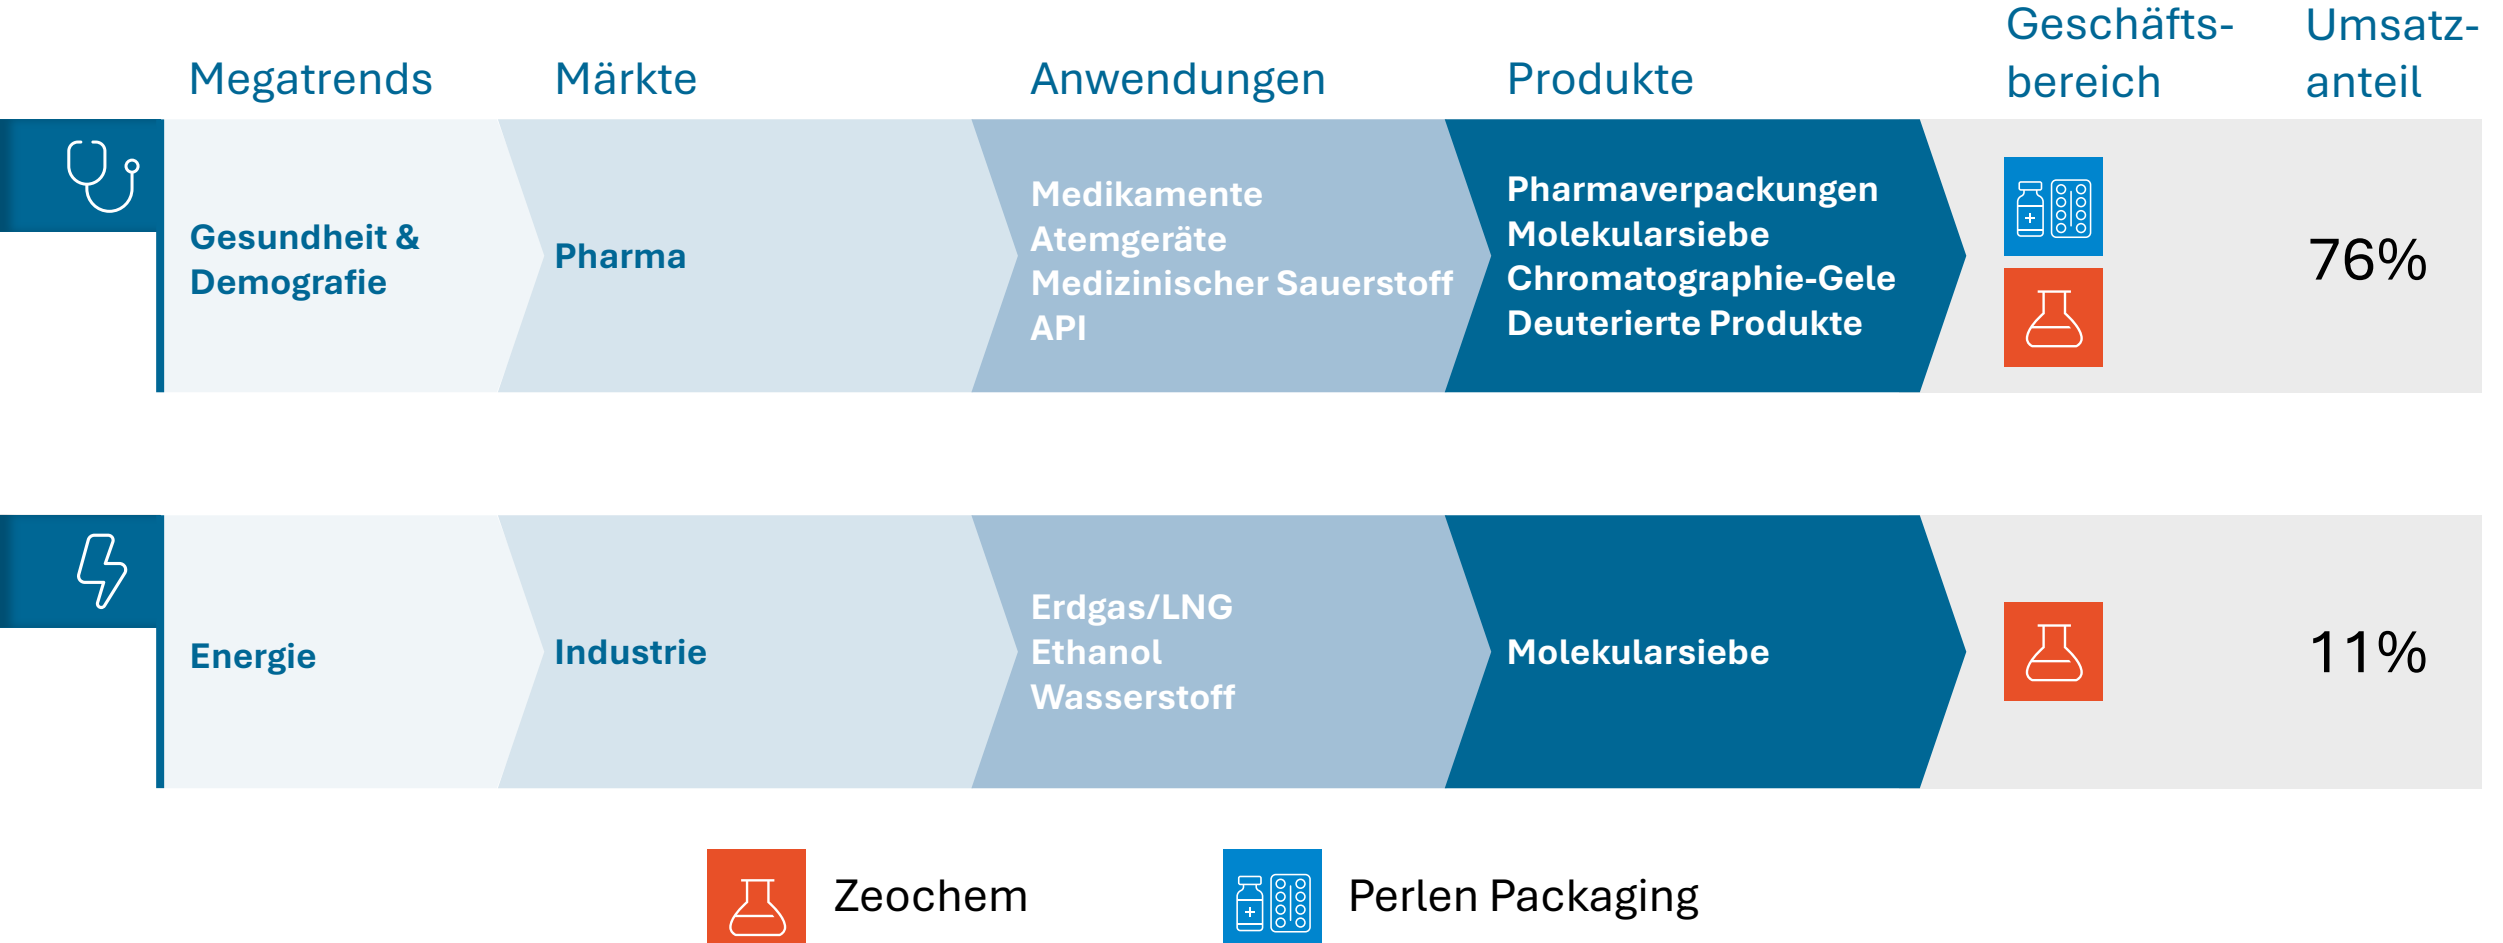 Megatrends
Märkte
Anwendungen
Produkte
Geschäfts-
bereich
Umsatz-
anteil
Gesundheit &
Demografie
Pharma
Medikamente
Atemgeräte
Medizinischer Sauerstoff
API
Pharmaverpackungen
Molekularsiebe
Chromatographie-Gele
Deuterierte Produkte
76%
Energie
Industrie
Erdgas/LNG
Ethanol
Wasserstoff
Molekularsiebe
11%
Zeochem
Perlen Packaging